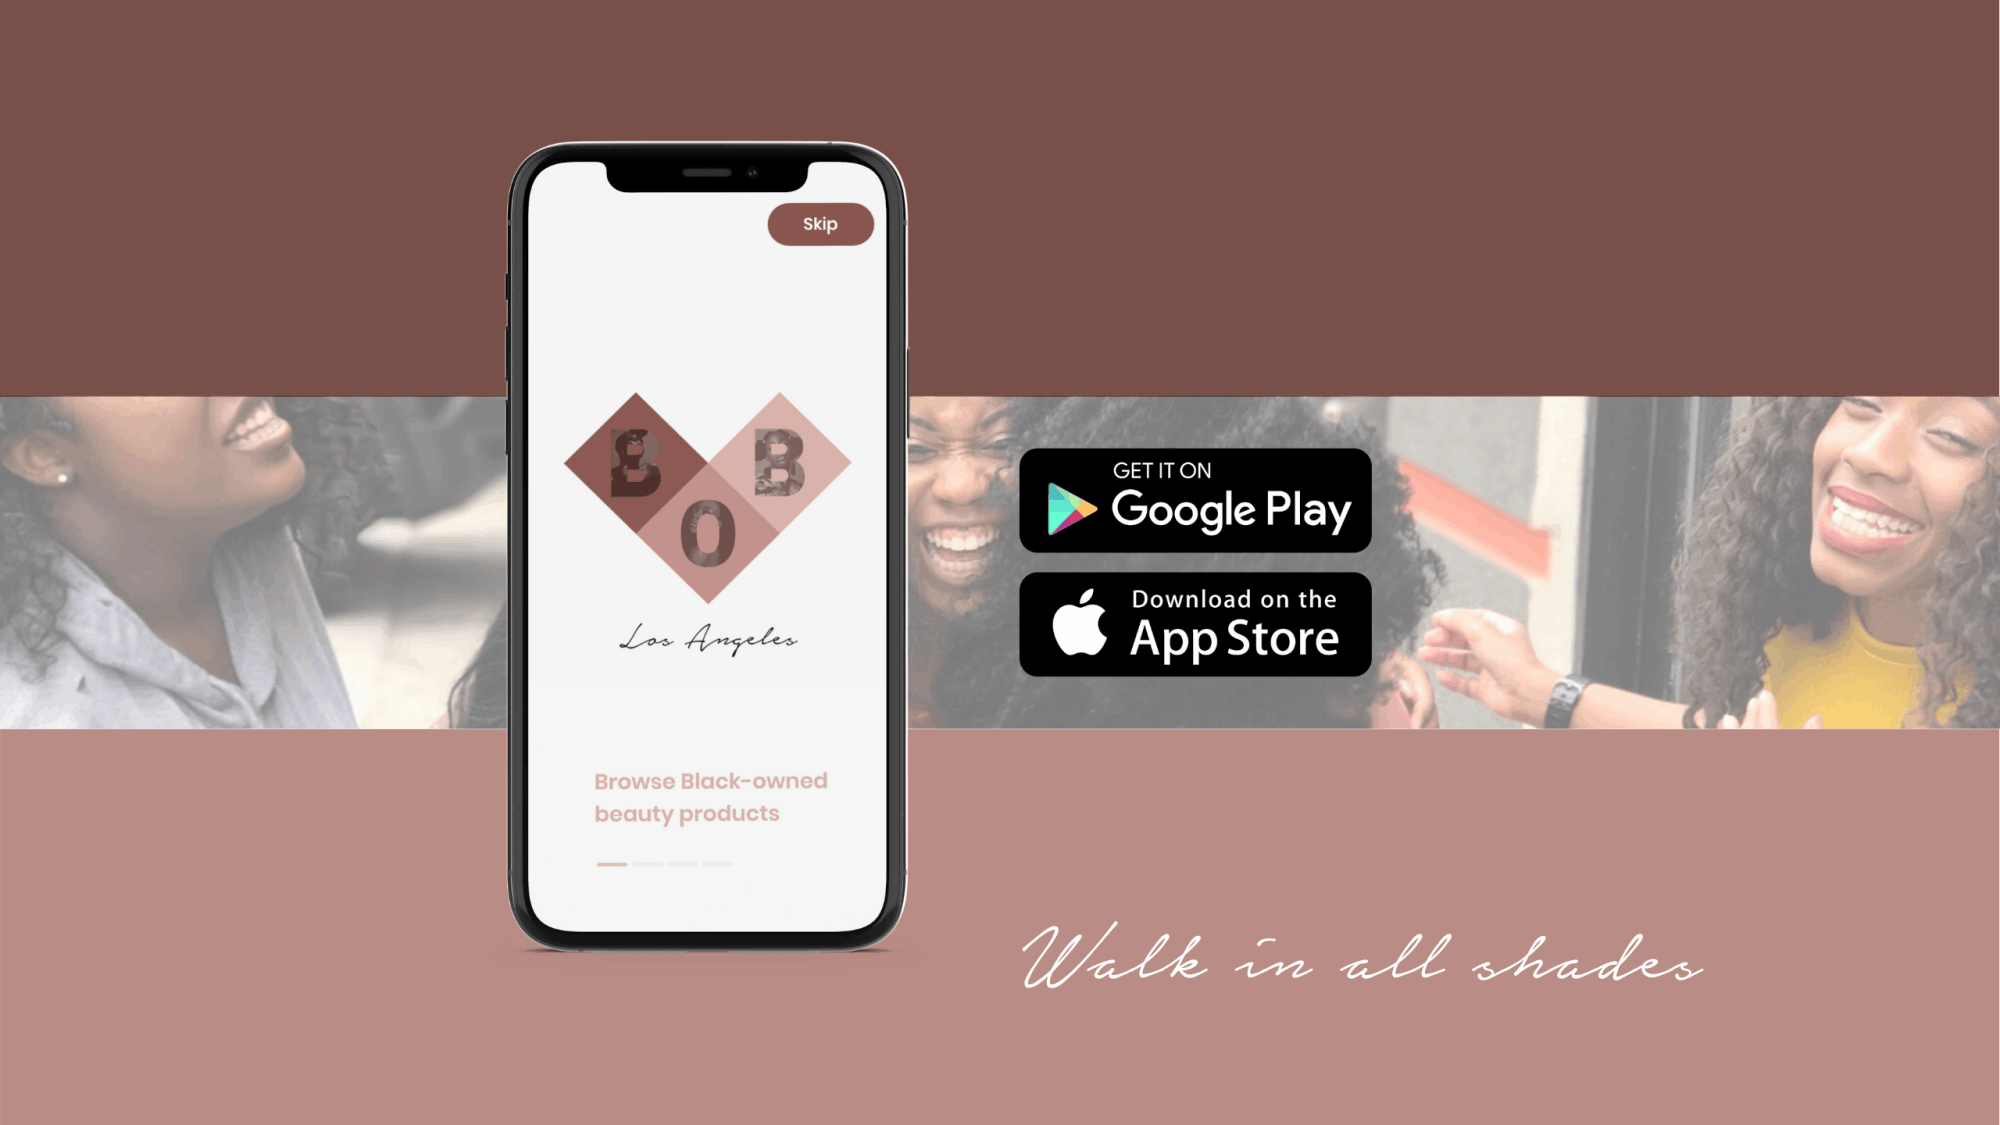 Skip
B B
O
Los Angeles
Browse Black-owned
beauty products
GET IT ON
Google Play
Download on the
App Store
Walk in all shades